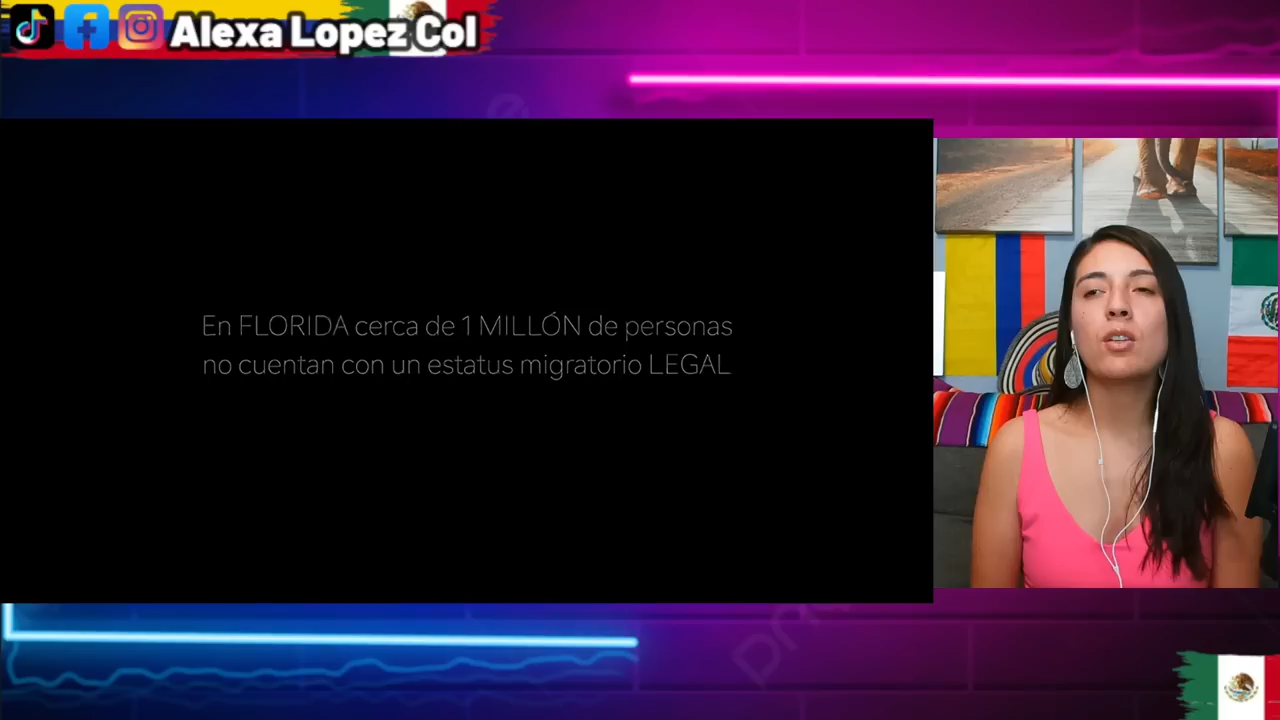 Alexa Lopez Col
En FLORIDA cerca de 1 MILLÓN de personas
no cuentan con un estatus migratorio LEGAL